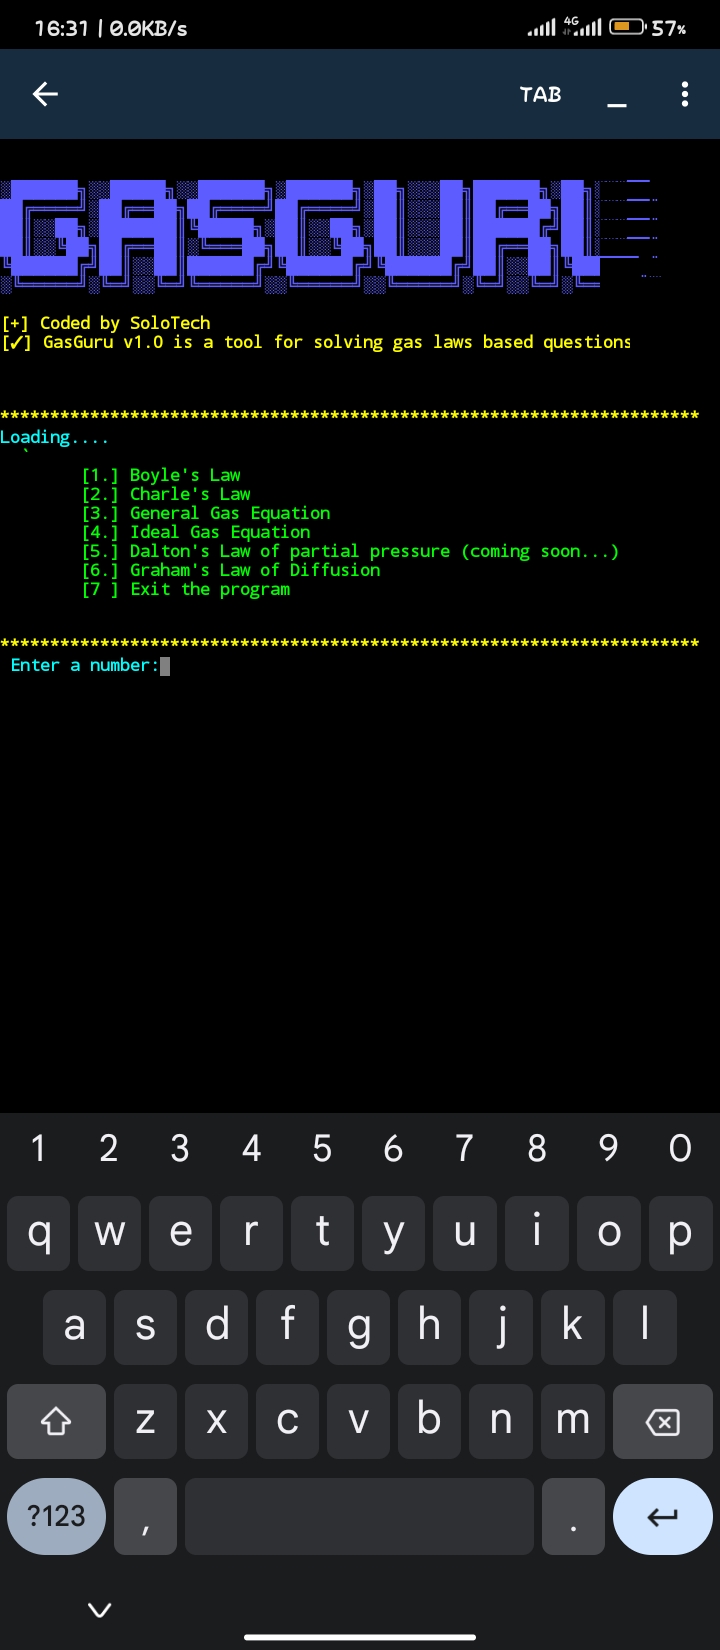 16:31 | 0.0KB/s 4G 57%
TAB _
GASGURU
[+] Coded by SoloTech
[✓] GasGuru v1.0 is a tool for solving gas laws based questions
**********************************************************************
Loading....
`
[1.] Boyle's Law
[2.] Charle's Law
[3.] General Gas Equation
[4.] Ideal Gas Equation
[5.] Dalton's Law of partial pressure (coming soon...)
[6.] Graham's Law of Diffusion
[7 ] Exit the program
**********************************************************************
Enter a number:
1 2 3 4 5 6 7 8 9 0
q w e r t y u i o p
a s d f g h j k l
z x c v b n m
?123 , .